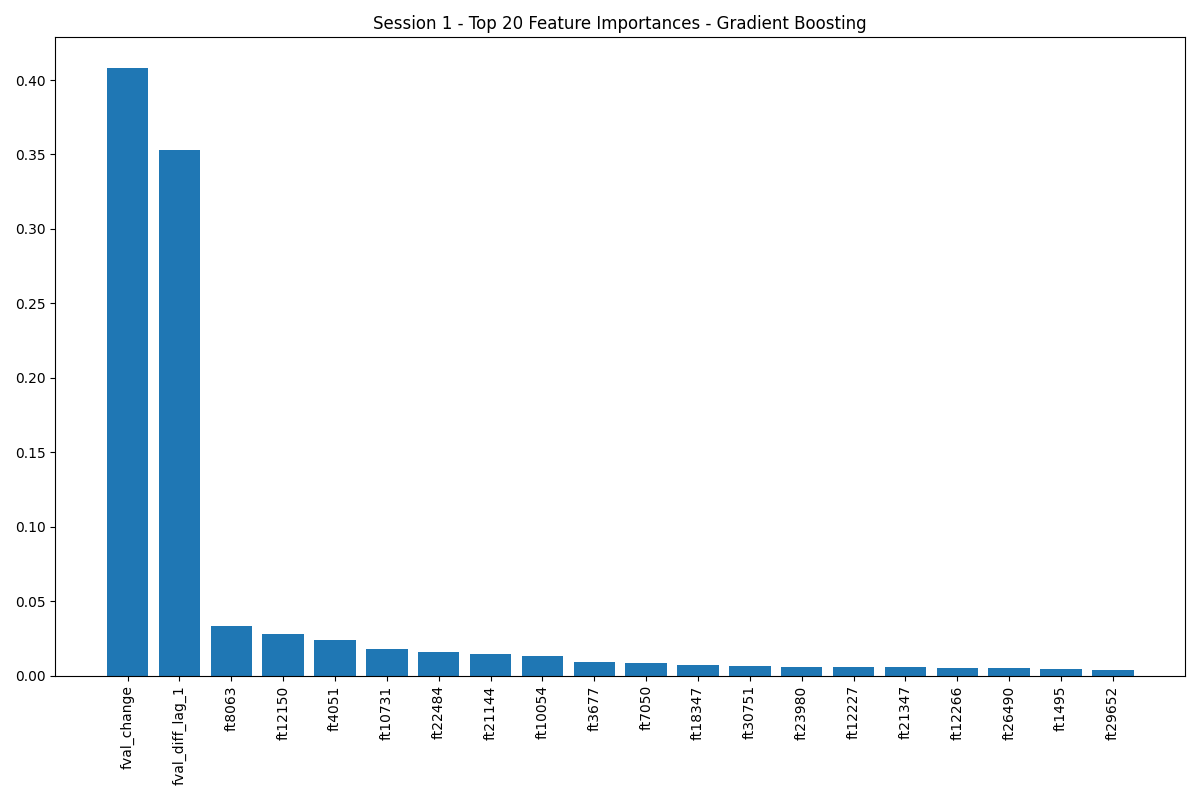 Session 1 - Top 20 Feature Importances - Gradient Boosting
0.40
0.35
0.30
0.25
0.20
0.15
0.10
0.05
0.00
fval_change
fval_diff_lag_1
ft8063
ft12150
ft4051
ft10731
ft22484
ft21144
ft10054
ft3677
ft7050
ft18347
ft30751
ft23980
ft12227
ft21347
ft12266
ft26490
ft1495
ft29652